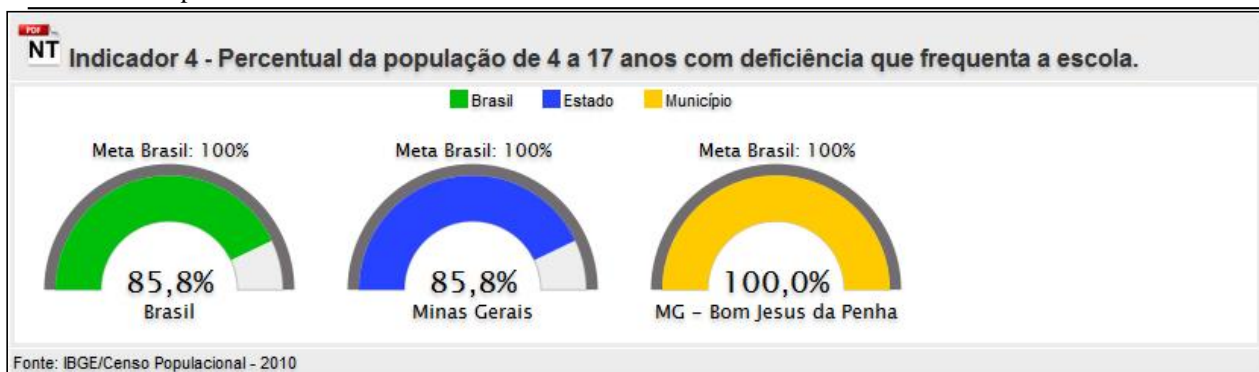 PDF
NT Indicador 4 - Percentual da população de 4 a 17 anos com deficiência que frequenta a escola.
Brasil Estado Município
Meta Brasil: 100% Meta Brasil: 100% Meta Brasil: 100%
85,8% 85,8% 100,0%
Brasil Minas Gerais MG - Bom Jesus da Penha
Fonte: IBGE/Censo Populacional - 2010